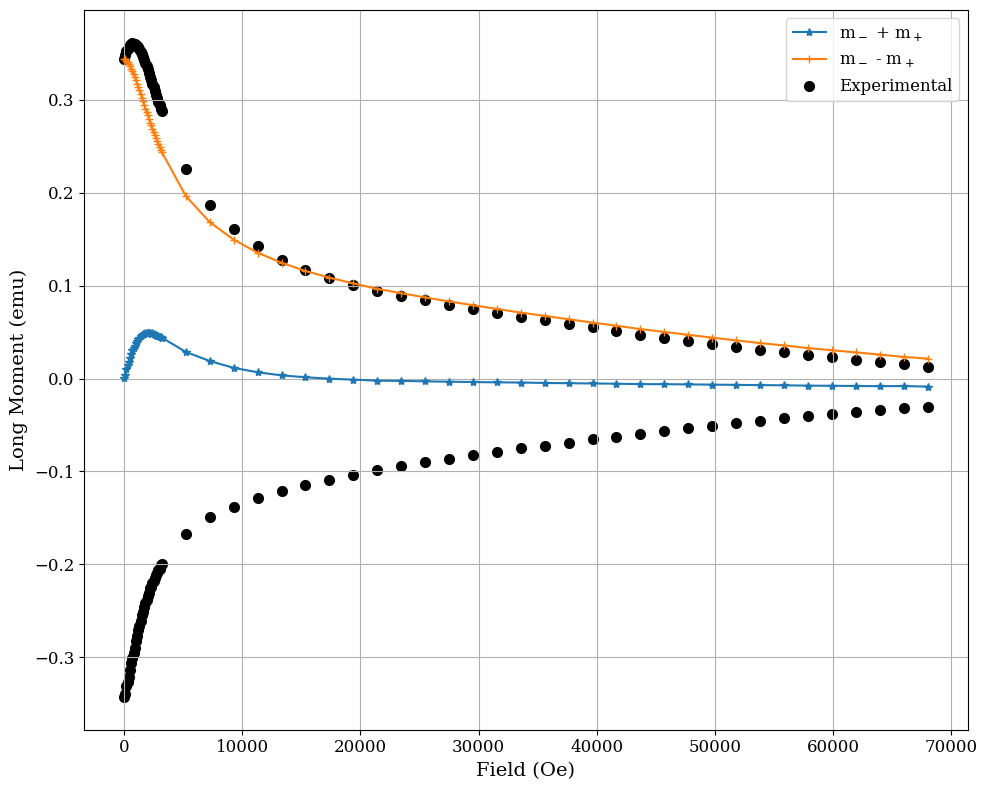 m₋ + m₊
m₋ - m₊
Experimental
0.3
0.2
0.1
0.0
−0.1
−0.2
−0.3
Long Moment (emu)
0 10000 20000 30000 40000 50000 60000 70000
Field (Oe)